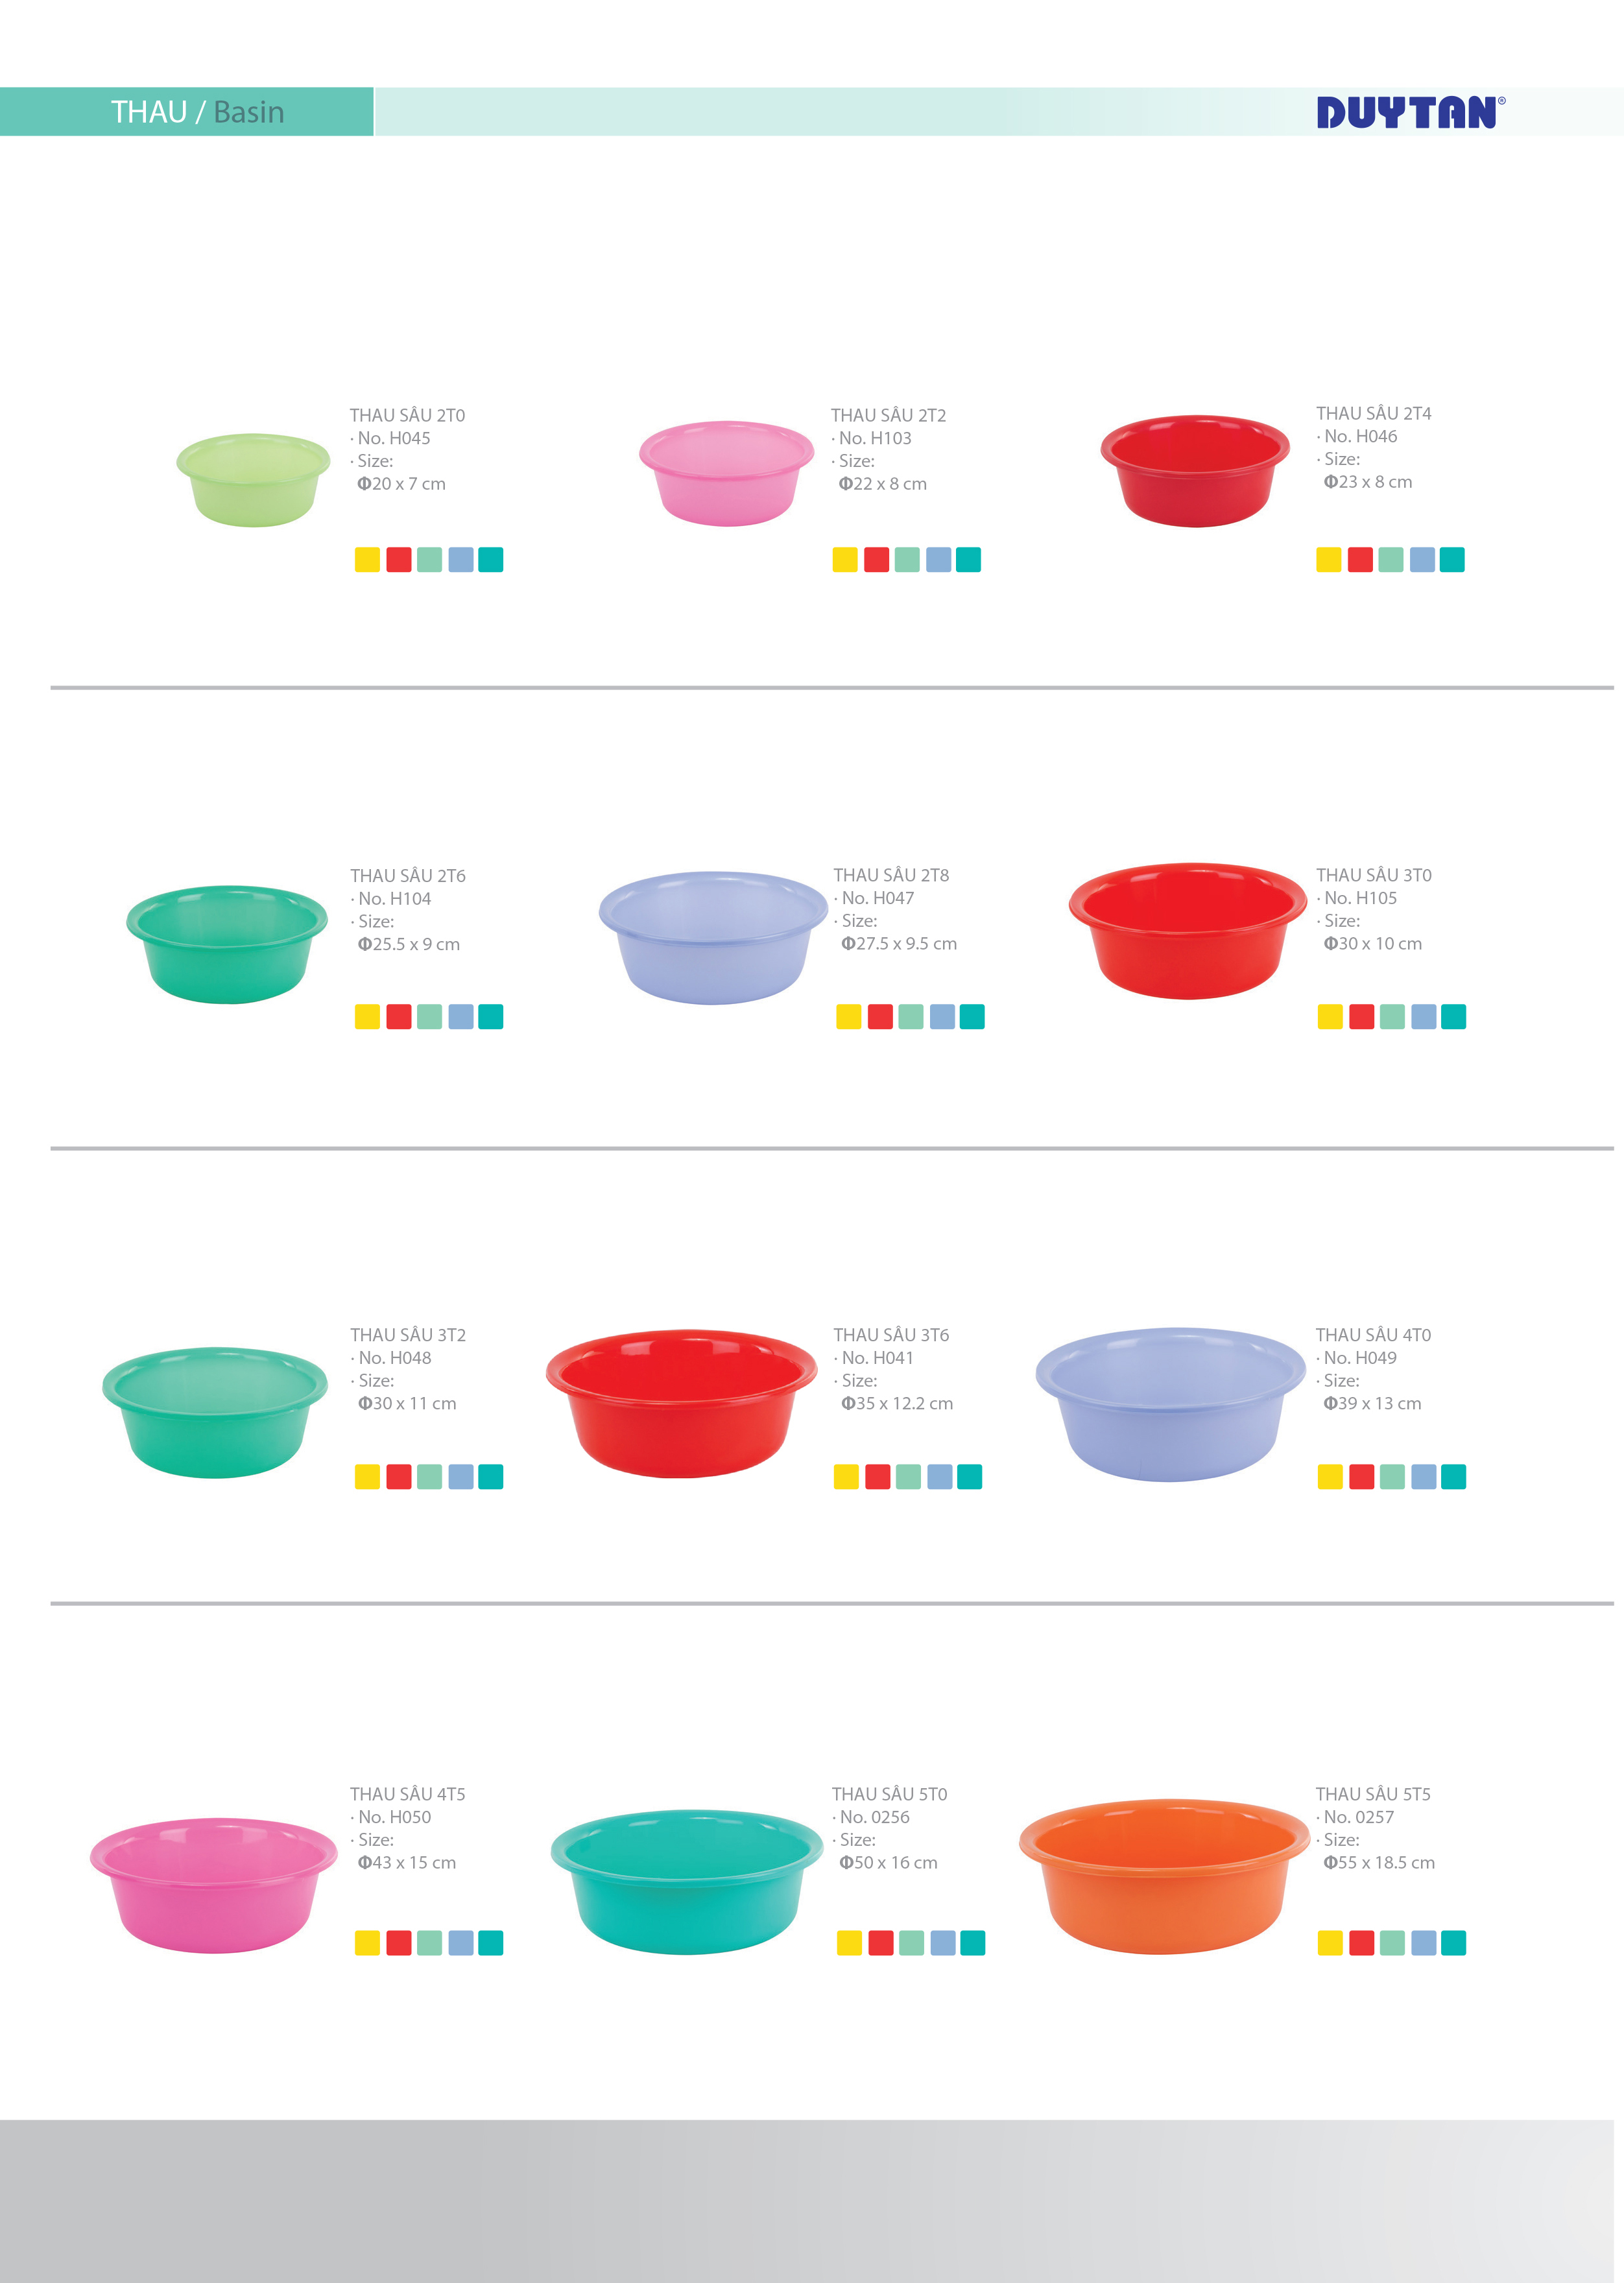 THAU / Basin
DUYTAN®
THAU SÂU 2T0
· No. H045
· Size:
Φ20 x 7 cm
THAU SÂU 2T2
· No. H103
· Size:
Φ22 x 8 cm
THAU SÂU 2T4
· No. H046
· Size:
Φ23 x 8 cm
THAU SÂU 2T6
· No. H104
· Size:
Φ25.5 x 9 cm
THAU SÂU 2T8
· No. H047
· Size:
Φ27.5 x 9.5 cm
THAU SÂU 3T0
· No. H105
· Size:
Φ30 x 10 cm
THAU SÂU 3T2
· No. H048
· Size:
Φ30 x 11 cm
THAU SÂU 3T6
· No. H041
· Size:
Φ35 x 12.2 cm
THAU SÂU 4T0
· No. H049
· Size:
Φ39 x 13 cm
THAU SÂU 4T5
· No. H050
· Size:
Φ43 x 15 cm
THAU SÂU 5T0
· No. 0256
· Size:
Φ50 x 16 cm
THAU SÂU 5T5
· No. 0257
· Size:
Φ55 x 18.5 cm